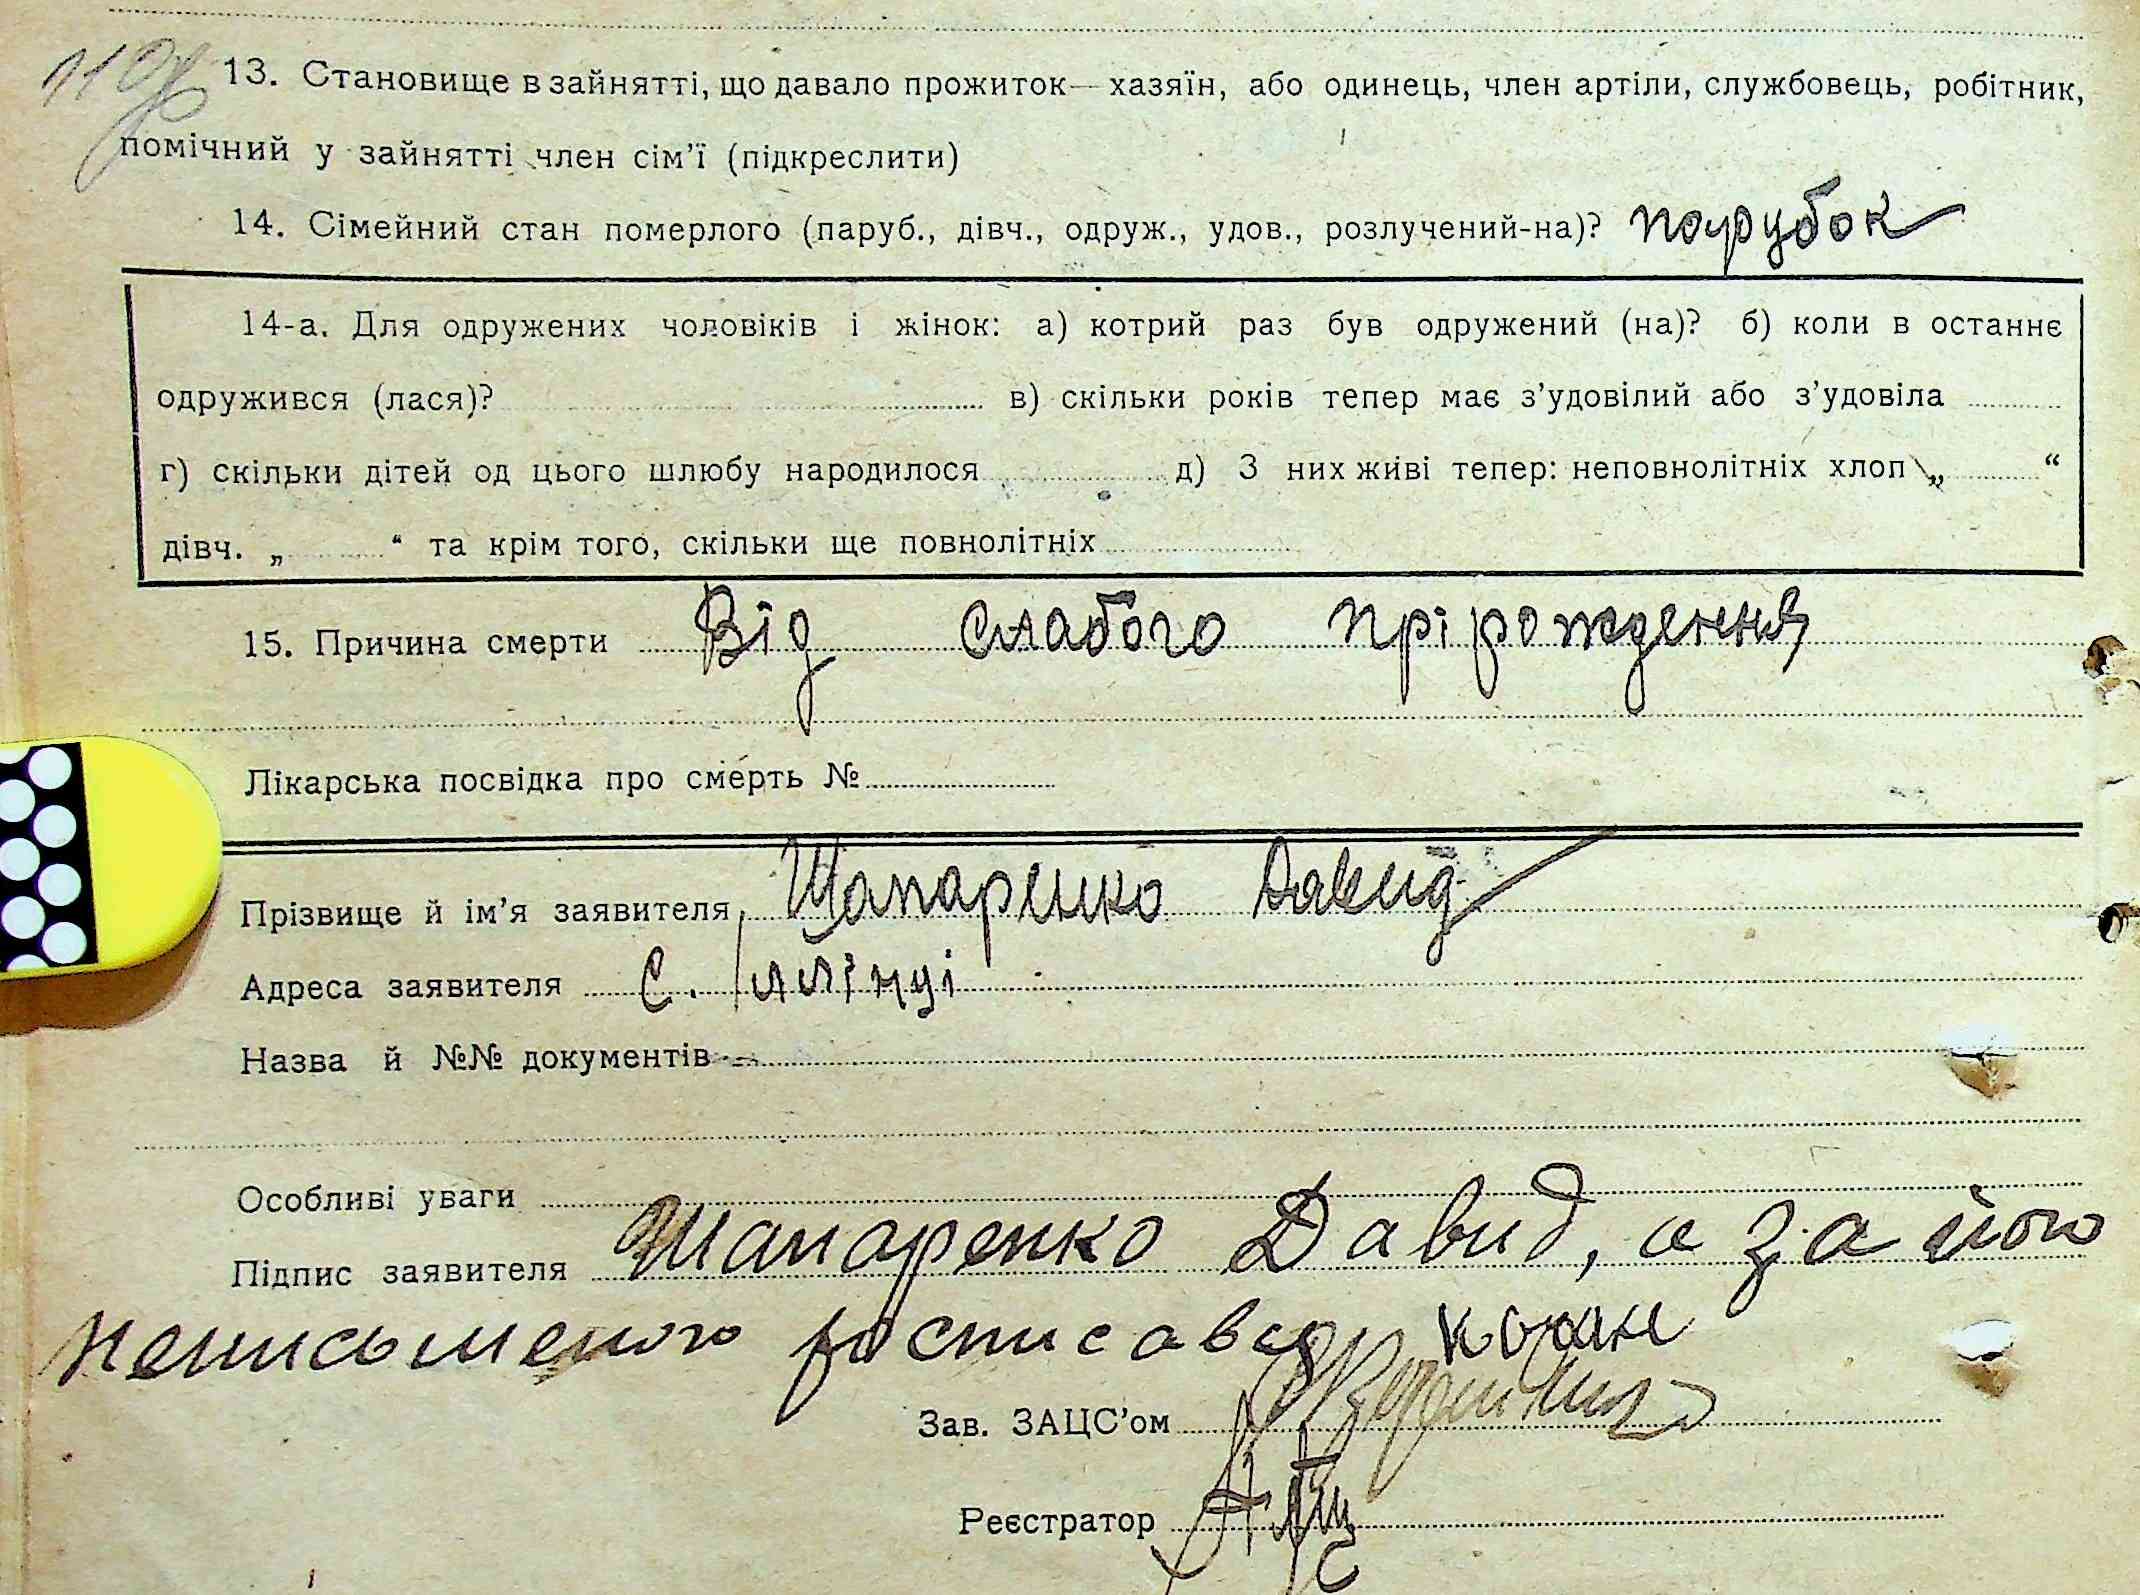 13. Становище в зайнятті, що давало прожиток — хазяїн, або одинець, член артіли, службовець, робітник,
помічний у зайнятті член сім’ї (підкреслити)
14. Сімейний стан померлого (паруб., дівч., одруж., удов., розлучений-на)? парубок
14-а. Для одружених чоловіків і жінок: а) котрий раз був одружений (на)? б) коли в останнє
одружився (лася)? в) скільки років тепер має з’удовілий або з’удовіла
г) скільки дітей од цього шлюбу народилося д) З них живі тепер: неповнолітніх хлоп „ “
дівч. „ “ та крім того, скільки ще повнолітніх
15. Причина смерти Від слабого прірождення
Лікарська посвідка про смерть №
Прізвище й ім’я заявителя Шапаренко Давид
Адреса заявителя С. Іллінці
Назва й №№ документів
Особливі уваги
Підпис заявителя Шапаренко Давид, а за його
неписьменого росписався
Зав. ЗАЦС’ом
Реєстратор